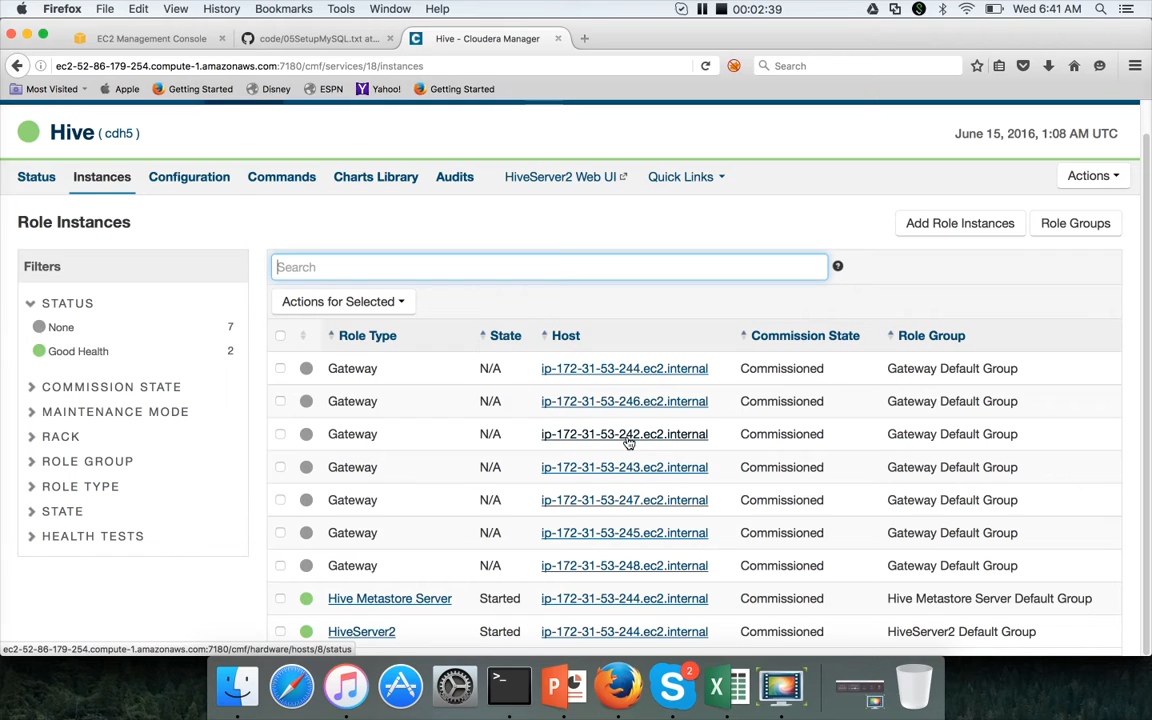 Firefox File Edit View History Bookmarks Tools Window Help 00:02:39 Wed 6:41 AM
EC2 Management Console code/05SetupMySQL.txt at... Hive - Cloudera Manager
ec2-52-86-179-254.compute-1.amazonaws.com:7180/cmf/services/18/instances Search
Most Visited Apple Getting Started Disney ESPN Yahoo! Getting Started
Hive ( cdh5 ) June 15, 2016, 1:08 AM UTC
Status Instances Configuration Commands Charts Library Audits HiveServer2 Web UI Quick Links Actions
Role Instances Add Role Instances Role Groups
Filters
Search
STATUS
None 7
Good Health 2
COMMISSION STATE
MAINTENANCE MODE
RACK
ROLE GROUP
ROLE TYPE
STATE
HEALTH TESTS
Actions for Selected
Role Type State Host Commission State Role Group
Gateway N/A ip-172-31-53-244.ec2.internal Commissioned Gateway Default Group
Gateway N/A ip-172-31-53-246.ec2.internal Commissioned Gateway Default Group
Gateway N/A ip-172-31-53-242.ec2.internal Commissioned Gateway Default Group
Gateway N/A ip-172-31-53-243.ec2.internal Commissioned Gateway Default Group
Gateway N/A ip-172-31-53-247.ec2.internal Commissioned Gateway Default Group
Gateway N/A ip-172-31-53-245.ec2.internal Commissioned Gateway Default Group
Gateway N/A ip-172-31-53-248.ec2.internal Commissioned Gateway Default Group
Hive Metastore Server Started ip-172-31-53-244.ec2.internal Commissioned Hive Metastore Server Default Group
HiveServer2 Started ip-172-31-53-244.ec2.internal Commissioned HiveServer2 Default Group
ec2-52-86-179-254.compute-1.amazonaws.com:7180/cmf/hardware/hosts/8/status
2